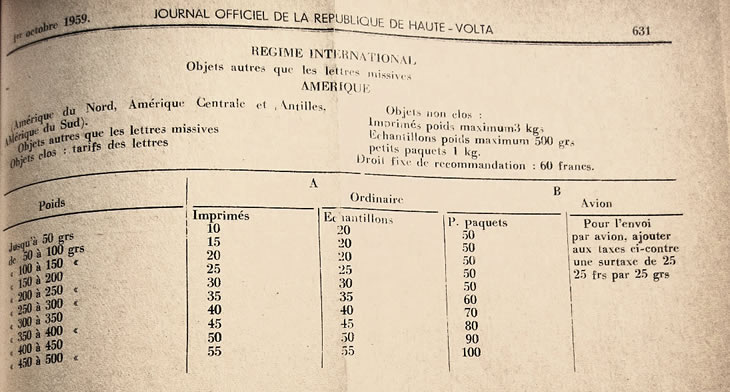 1er octobre 1959.
JOURNAL OFFICIEL DE LA REPUBLIQUE DE HAUTE-VOLTA
631
REGIME INTERNATIONAL
Objets autres que les lettres missives
AMERIQUE
Amérique du Nord, Amérique Centrale et Antilles,
Amérique du Sud).
Objets autres que les lettres missives
Objets clos : tarifs des lettres
Objets non clos :
Imprimés poids maximum3 kgs
Echantillons poids maximum 500 grs
petits paquets 1 kg.
Droit fixe de recommandation : 60 francs.
Poids A Ordinaire B Avion
Imprimés Echantillons P. paquets
Jusqu'à 50 grs 10 20 50
de 50 à 100 grs 15 20 50
« 100 à 150 « 20 20 50
« 150 à 200 25 25 50
« 200 à 250 « 30 30 50
« 250 à 300 « 35 35 60
« 300 à 350 40 40 70
« 350 à 400 « 45 45 80
« 400 à 450 50 50 90
« 450 à 500 « 55 55 100
Pour l'envoi
par avion, ajouter
aux taxes ci-contre
une surtaxe de 25
25 frs par 25 grs